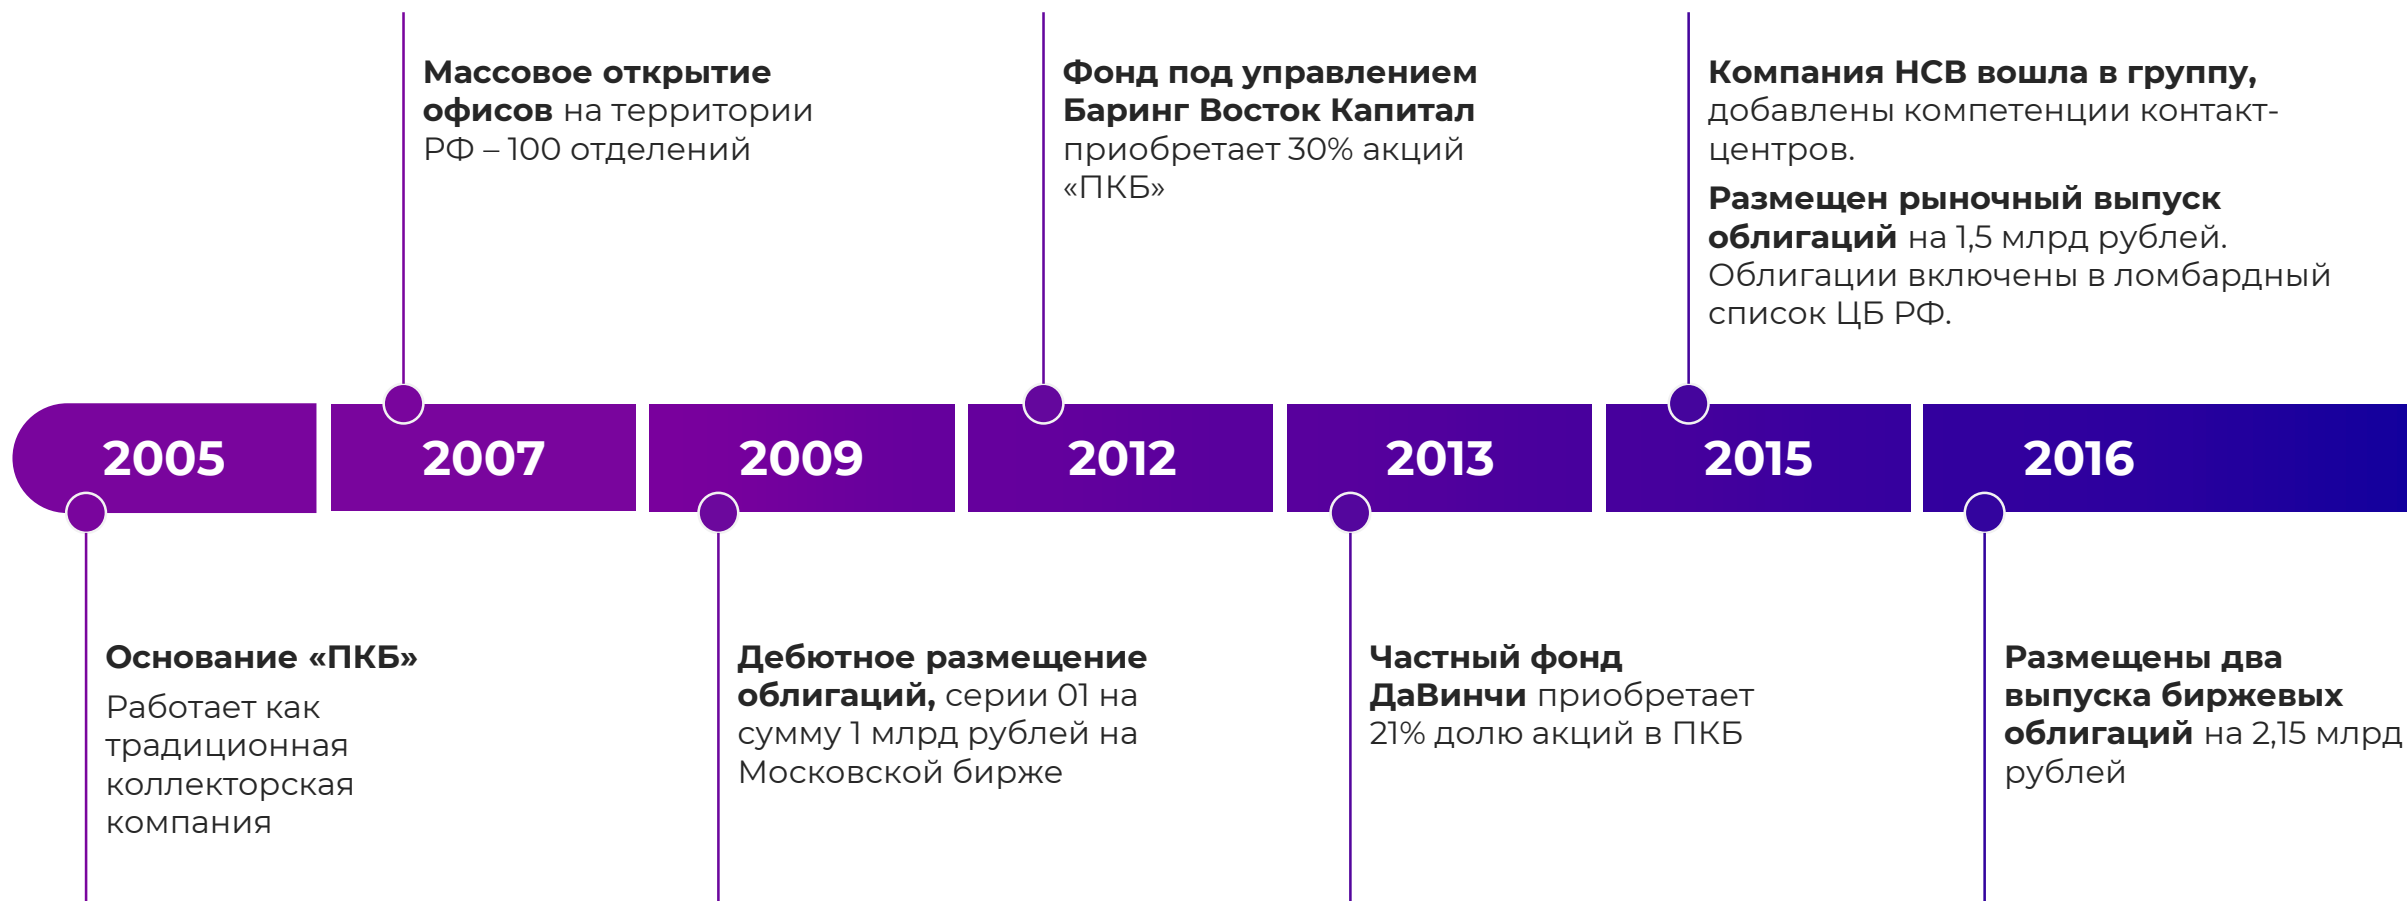 Массовое открытие
офисов на территории
РФ – 100 отделений
Фонд под управлением
Баринг Восток Капитал
приобретает 30% акций
«ПКБ»
Компания НСВ вошла в группу,
добавлены компетенции контакт-
центров.
Размещен рыночный выпуск
облигаций на 1,5 млрд рублей.
Облигации включены в ломбардный
список ЦБ РФ.
2005
2007
2009
2012
2013
2015
2016
Основание «ПКБ»
Работает как
традиционная
коллекторская
компания
Дебютное размещение
облигаций, серии 01 на
сумму 1 млрд рублей на
Московской бирже
Частный фонд
ДаВинчи приобретает
21% долю акций в ПКБ
Размещены два
выпуска биржевых
облигаций на 2,15 млрд
рублей